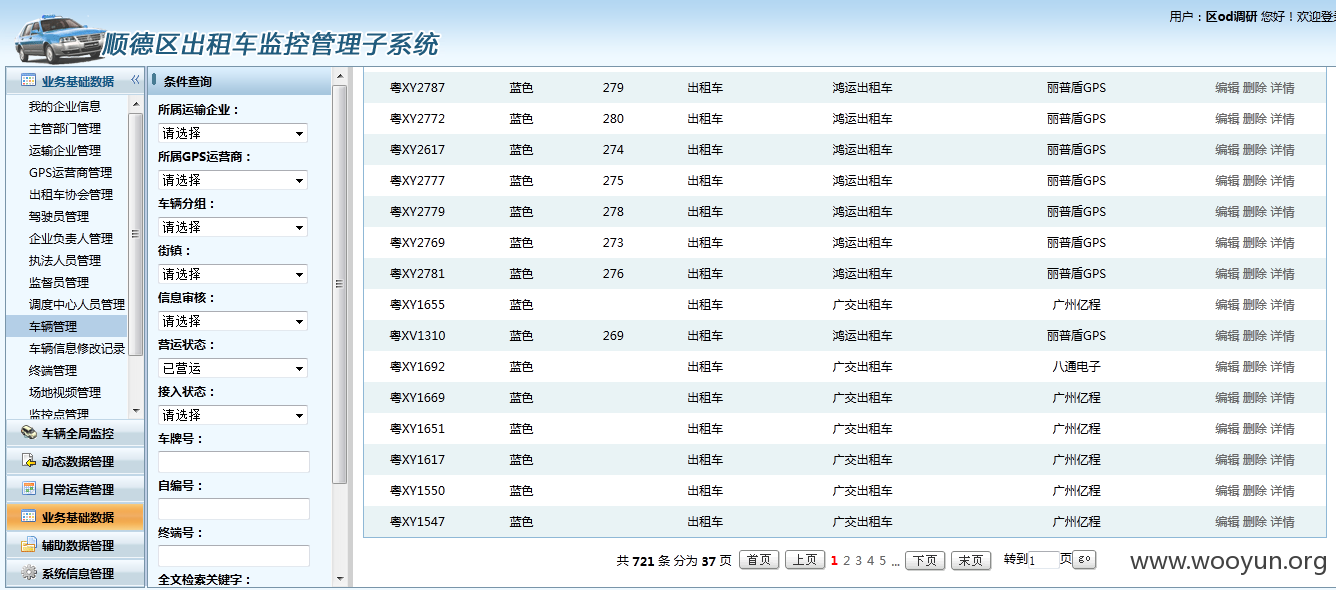 用户：区od调研 您好！欢迎登
顺德区出租车监控管理子系统
业务基础数据
我的企业信息
主管部门管理
运输企业管理
GPS运营商管理
出租车协会管理
驾驶员管理
企业负责人管理
执法人员管理
监督员管理
调度中心人员管理
车辆管理
车辆信息修改记录
终端管理
场地视频管理
监控点管理
车辆全局监控
动态数据管理
日常运营管理
业务基础数据
辅助数据管理
系统信息管理
条件查询
所属运输企业：
请选择
所属GPS运营商：
请选择
车辆分组：
请选择
街镇：
请选择
信息审核：
请选择
营运状态：
已营运
接入状态：
请选择
车牌号：
自编号：
终端号：
全文检索关键字：
粤XY2787 蓝色 279 出租车 鸿运出租车 丽普盾GPS 编辑 删除 详情
粤XY2772 蓝色 280 出租车 鸿运出租车 丽普盾GPS 编辑 删除 详情
粤XY2617 蓝色 274 出租车 鸿运出租车 丽普盾GPS 编辑 删除 详情
粤XY2777 蓝色 275 出租车 鸿运出租车 丽普盾GPS 编辑 删除 详情
粤XY2779 蓝色 278 出租车 鸿运出租车 丽普盾GPS 编辑 删除 详情
粤XY2769 蓝色 273 出租车 鸿运出租车 丽普盾GPS 编辑 删除 详情
粤XY2781 蓝色 276 出租车 鸿运出租车 丽普盾GPS 编辑 删除 详情
粤XY1655 蓝色 出租车 广交出租车 广州亿程 编辑 删除 详情
粤XV1310 蓝色 269 出租车 鸿运出租车 丽普盾GPS 编辑 删除 详情
粤XY1692 蓝色 出租车 广交出租车 八通电子 编辑 删除 详情
粤XY1669 蓝色 出租车 广交出租车 广州亿程 编辑 删除 详情
粤XY1651 蓝色 出租车 广交出租车 广州亿程 编辑 删除 详情
粤XY1617 蓝色 出租车 广交出租车 广州亿程 编辑 删除 详情
粤XY1550 蓝色 出租车 广交出租车 广州亿程 编辑 删除 详情
粤XY1547 蓝色 出租车 广交出租车 广州亿程 编辑 删除 详情
共 721 条 分为 37 页 首页 上页 1 2 3 4 5 ... 下页 末页 转到 1 页 go
www.wooyun.org